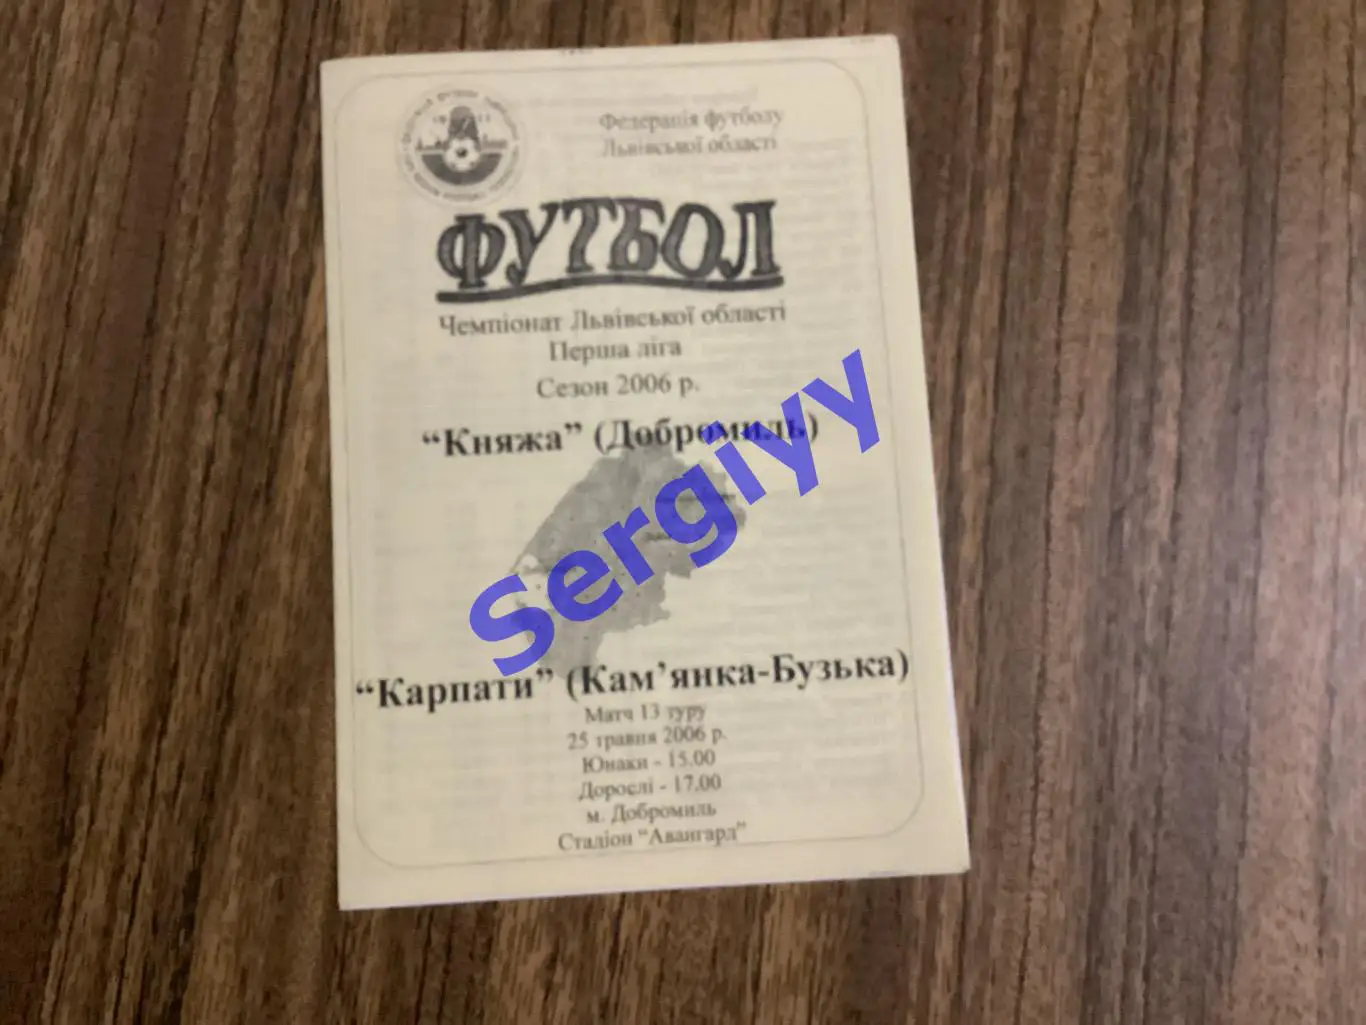 Федерація футболу
Львівської області
ФУТБОЛ
Чемпіонат Львівської області
Перша ліга
Сезон 2006 р.
“Княжа” (Добромиль)
Sergiyy
“Карпати” (Кам’янка-Бузька)
Матч 13 туру
25 травня 2006 р.
Юнаки - 15.00
Дорослі - 17.00
м. Добромиль
Стадіон “Авангард”